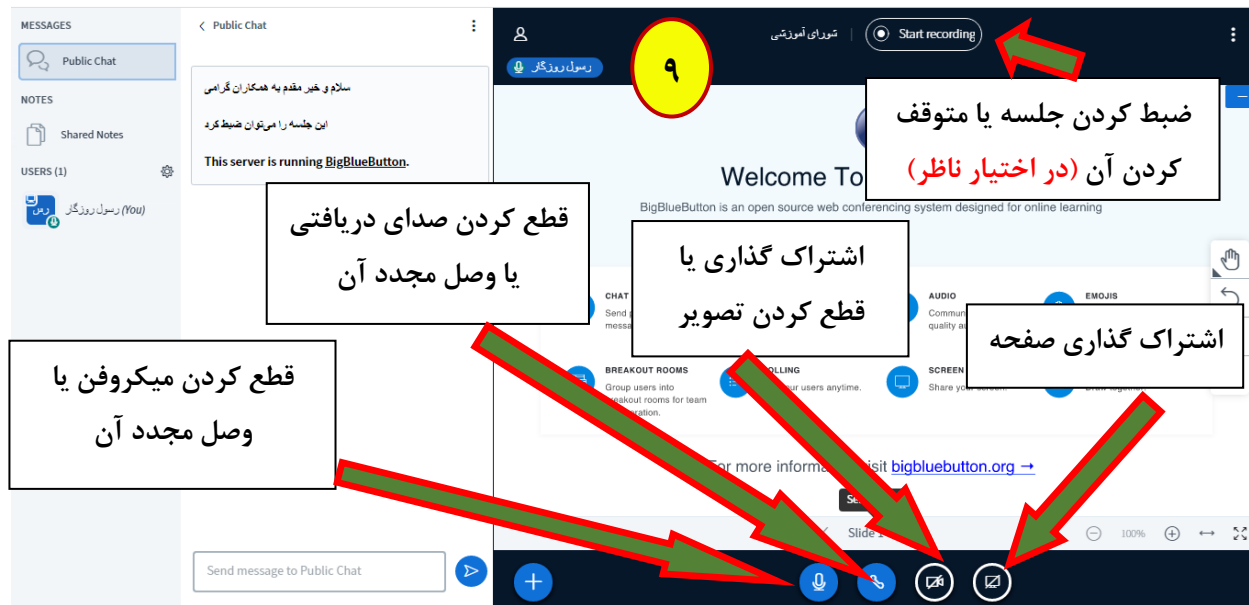 MESSAGES
Public Chat
NOTES
Shared Notes
USERS (1)
رسول روزگار (You)
رس
Public Chat
سلام و خیر مقدم به همکاران گرامی
این جلسه را می‌توان ضبط کرد
This server is running BigBlueButton.
Send message to Public Chat
شورای آموزشی
Start recording
رسول روزگار
۹
ضبط کردن جلسه یا متوقف
کردن آن (در اختیار ناظر)
Welcome To
BigBlueButton is an open source web conferencing system designed for online learning
قطع کردن صدای دریافتی
یا وصل مجدد آن
اشتراک گذاری یا
قطع کردن تصویر
اشتراک گذاری صفحه
قطع کردن میکروفن یا
وصل مجدد آن
CHAT
Send
AUDIO
EMOJIS
BREAKOUT ROOMS
Group users into
breakout rooms for team
SCREEN
users anytime.
Share your screen.
For more information visit bigbluebutton.org →
Slide 1
100%